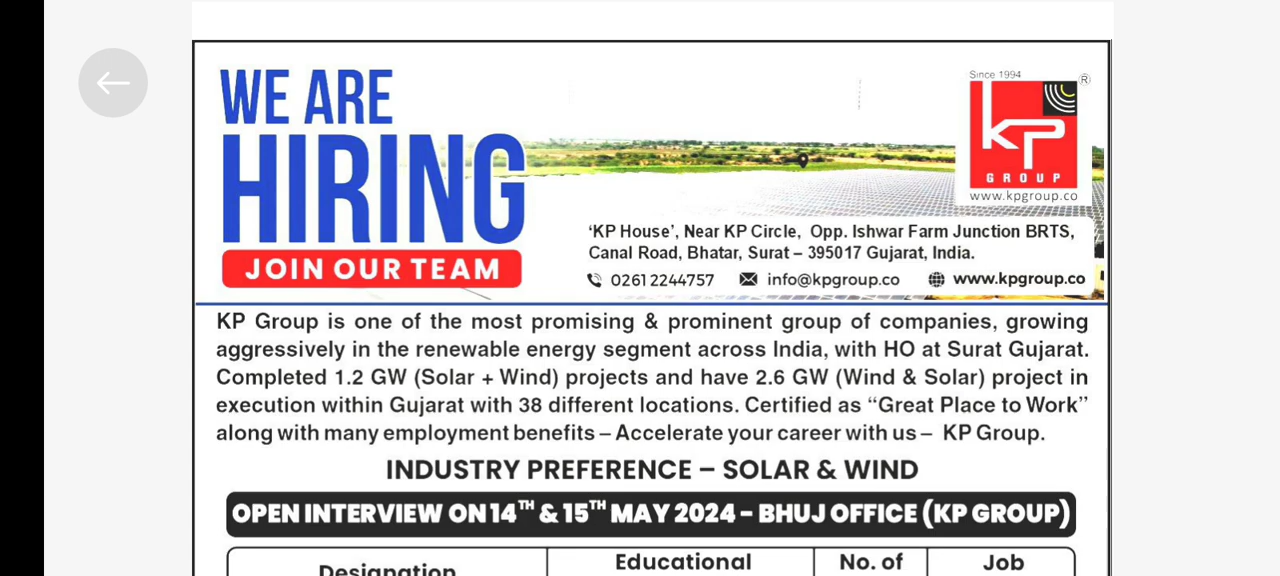 WE ARE
HIRING
JOIN OUR TEAM
Since 1994
®
kp
GROUP
www.kpgroup.co
‘KP House’, Near KP Circle, Opp. Ishwar Farm Junction BRTS,
Canal Road, Bhatar, Surat – 395017 Gujarat, India.
0261 2244757 info@kpgroup.co www.kpgroup.co
KP Group is one of the most promising & prominent group of companies, growing
aggressively in the renewable energy segment across India, with HO at Surat Gujarat.
Completed 1.2 GW (Solar + Wind) projects and have 2.6 GW (Wind & Solar) project in
execution within Gujarat with 38 different locations. Certified as “Great Place to Work”
along with many employment benefits – Accelerate your career with us – KP Group.
INDUSTRY PREFERENCE – SOLAR & WIND
OPEN INTERVIEW ON 14TH & 15TH MAY 2024 - BHUJ OFFICE (KP GROUP)
Designation Educational No. of Job